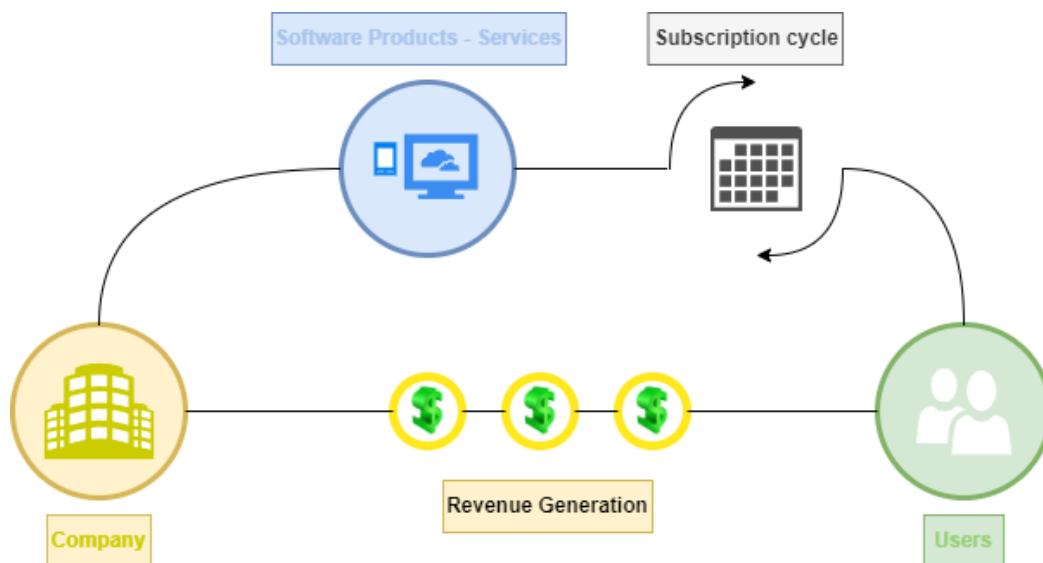 Software Products - Services
Subscription cycle
Revenue Generation
Company
Users